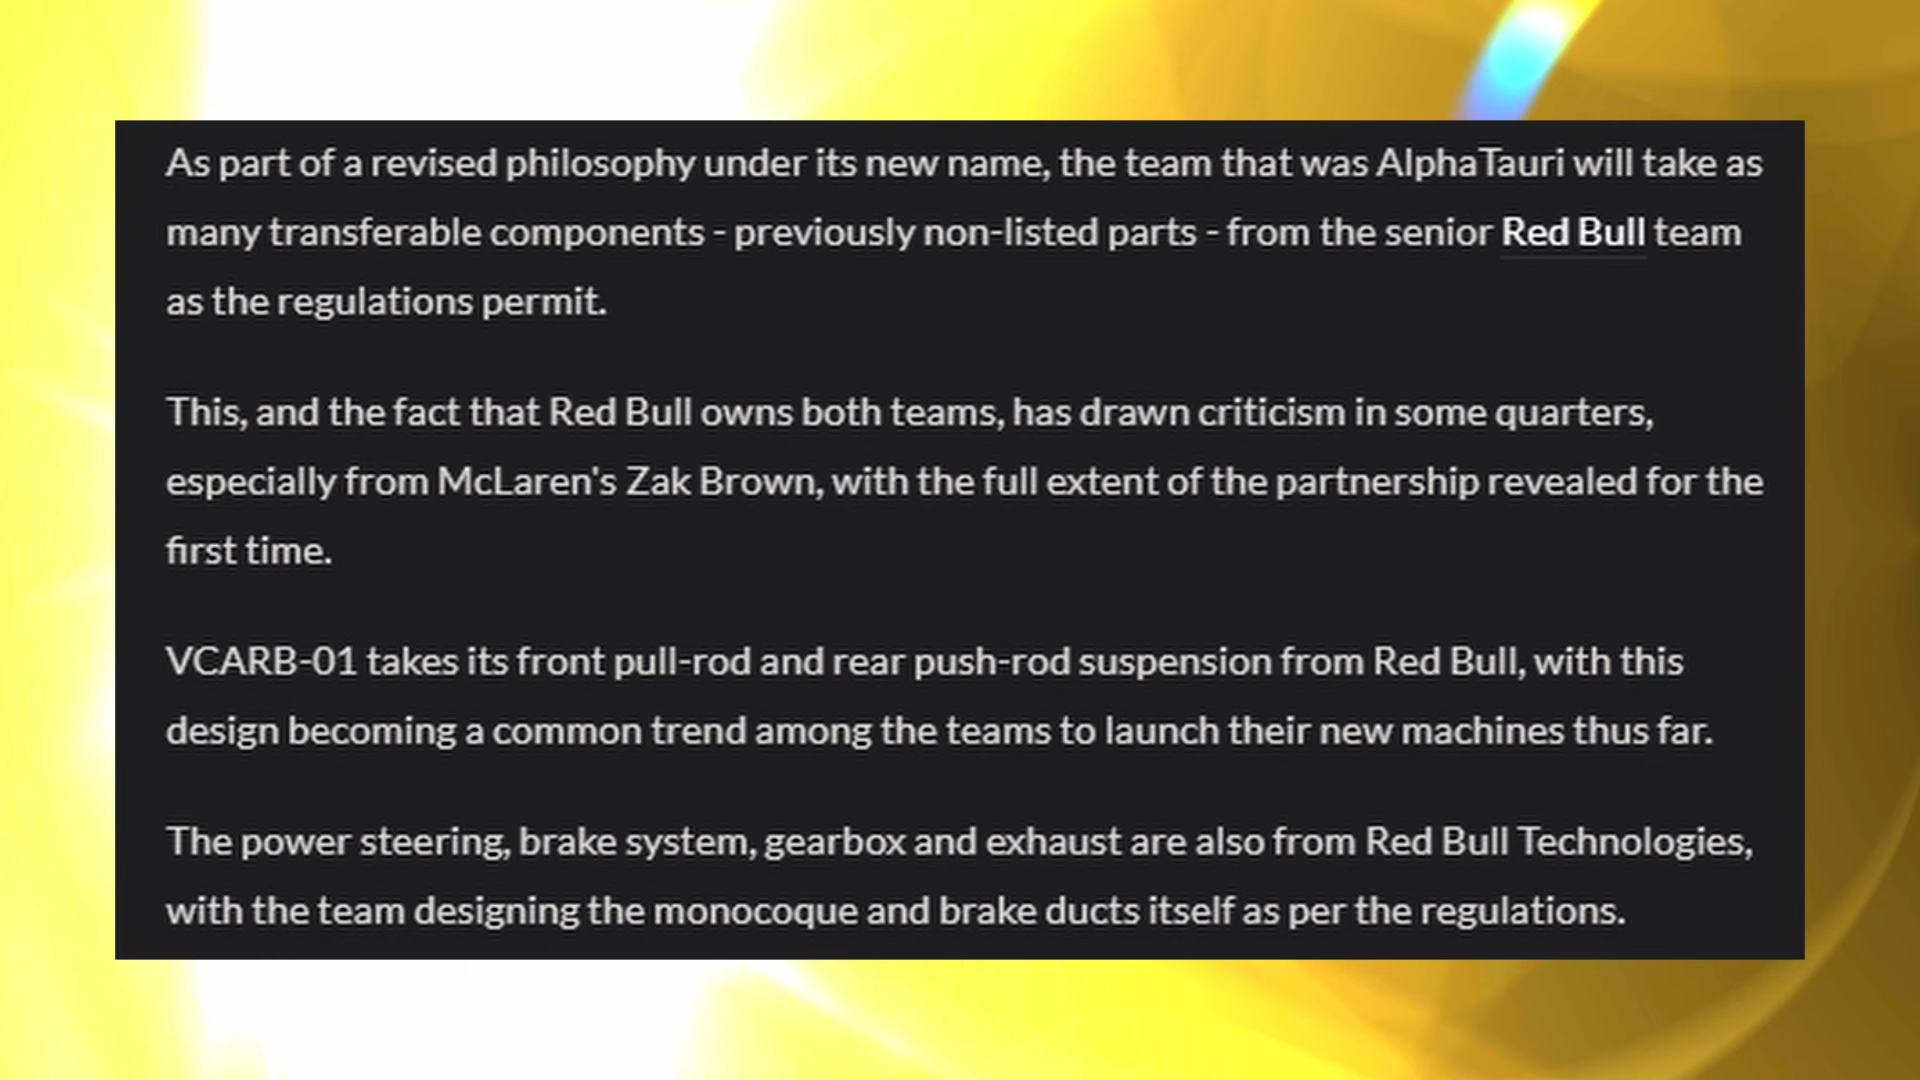 As part of a revised philosophy under its new name, the team that was AlphaTauri will take as
many transferable components - previously non-listed parts - from the senior Red Bull team
as the regulations permit.
This, and the fact that Red Bull owns both teams, has drawn criticism in some quarters,
especially from McLaren's Zak Brown, with the full extent of the partnership revealed for the
first time.
VCARB-01 takes its front pull-rod and rear push-rod suspension from Red Bull, with this
design becoming a common trend among the teams to launch their new machines thus far.
The power steering, brake system, gearbox and exhaust are also from Red Bull Technologies,
with the team designing the monocoque and brake ducts itself as per the regulations.